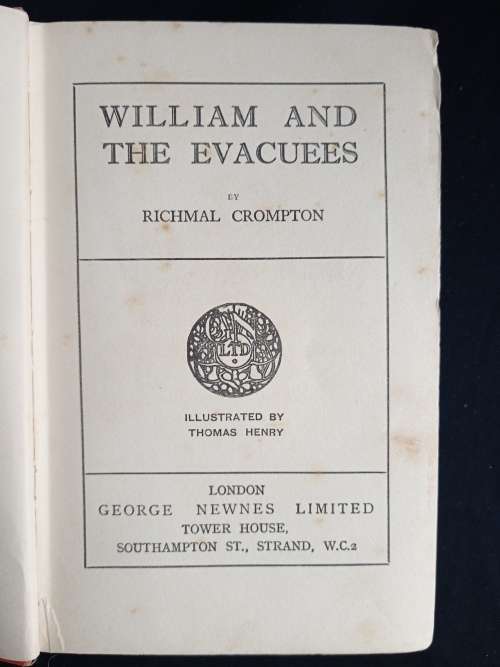 WILLIAM AND
THE EVACUEES
BY
RICHMAL CROMPTON
LTD
ILLUSTRATED BY
THOMAS HENRY
LONDON
GEORGE NEWNES LIMITED
TOWER HOUSE,
SOUTHAMPTON ST., STRAND, W.C.2